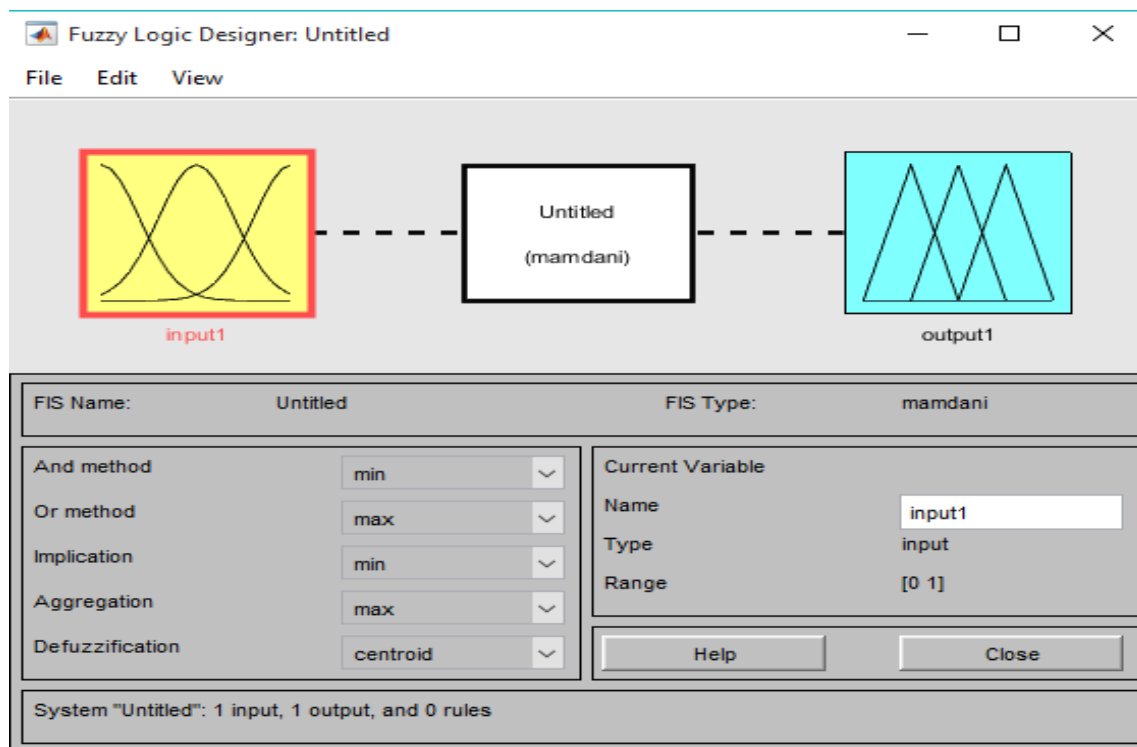 Fuzzy Logic Designer: Untitled
File Edit View
Untitled
(mamdani)
input1
output1
FIS Name: Untitled FIS Type: mamdani
And method min
Or method max
Implication min
Aggregation max
Defuzzification centroid
Current Variable
Name input1
Type input
Range [0 1]
Help Close
System "Untitled": 1 input, 1 output, and 0 rules